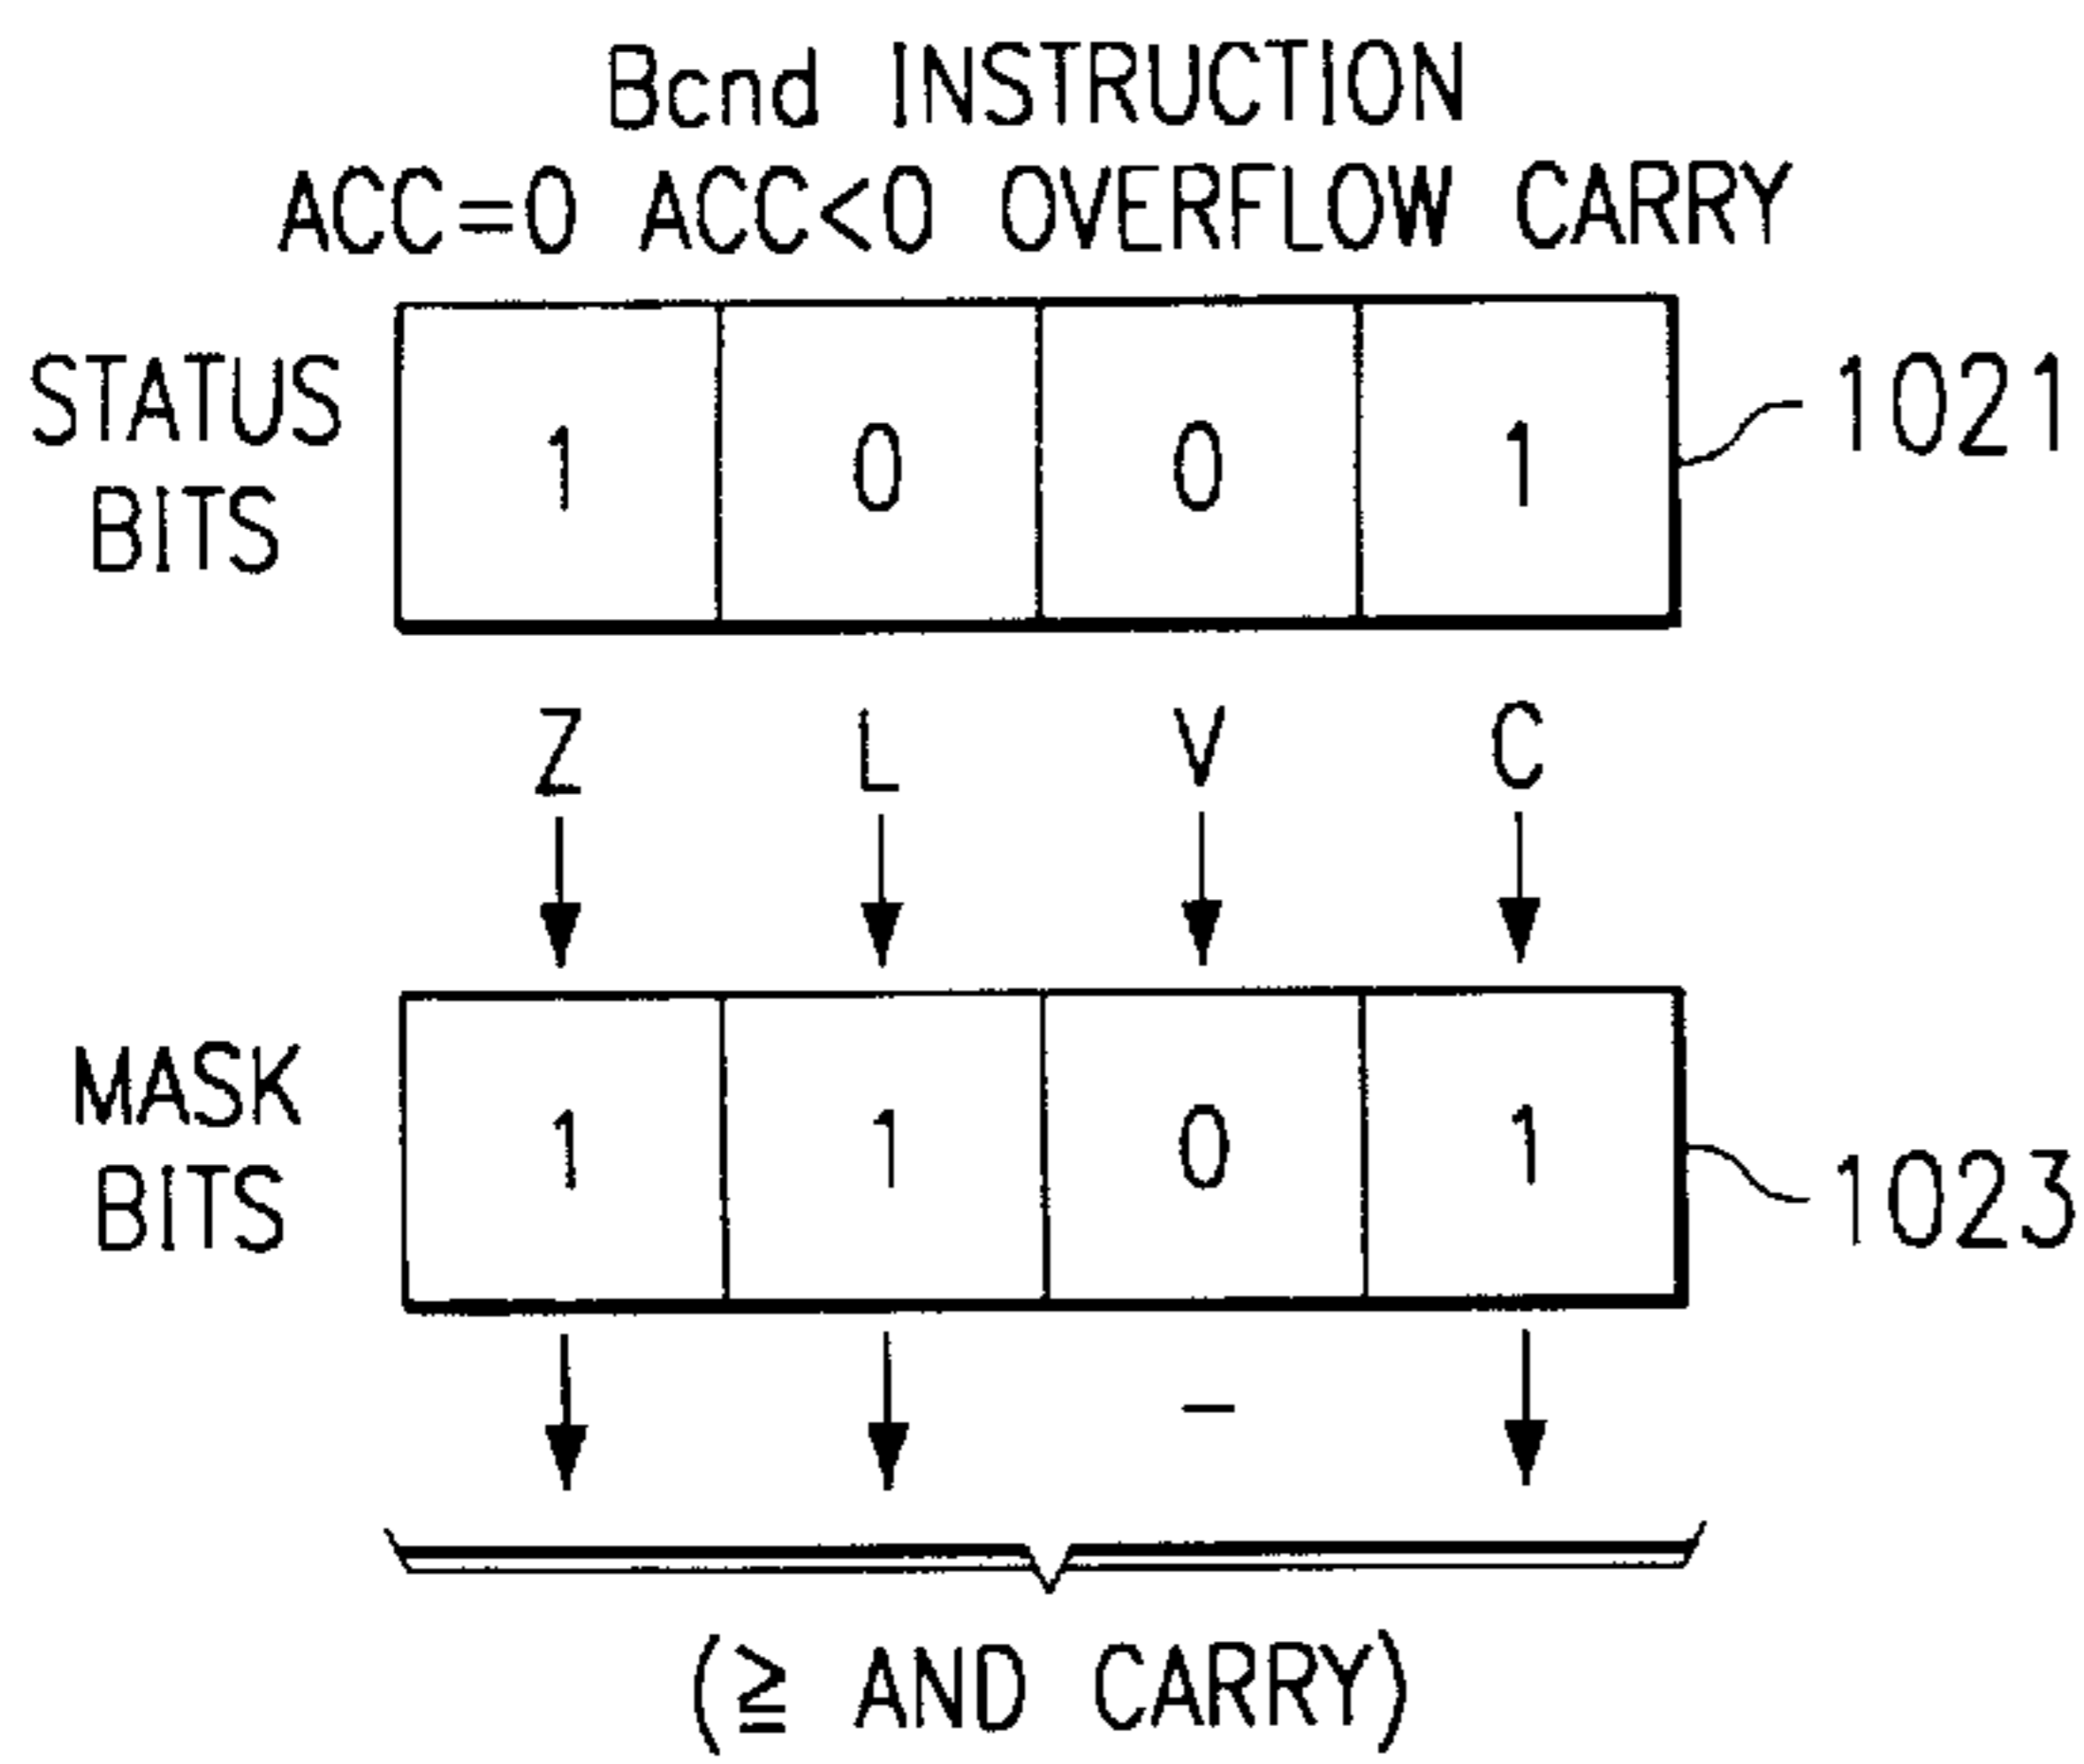 Bcnd INSTRUCTION
ACC=0 ACC<0 OVERFLOW CARRY
STATUS BITS
1 0 0 1
1021
Z L V C
MASK BITS
1 1 0 1
1023
–
(≧ AND CARRY)